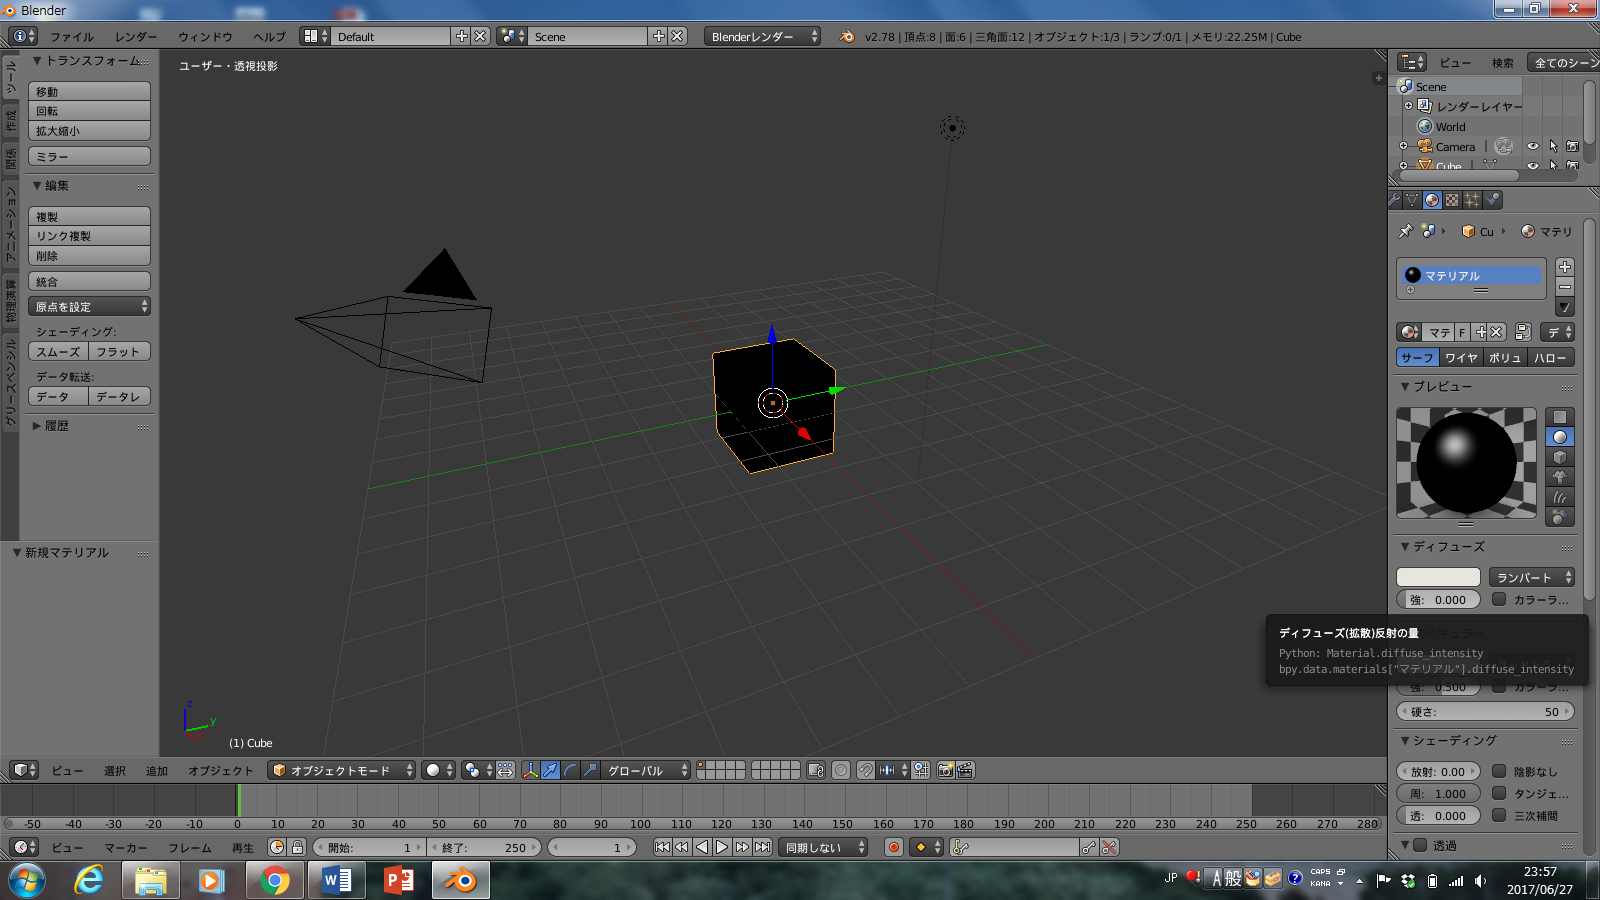 Blender
ファイル レンダー ウィンドウ ヘルプ Default Scene Blenderレンダー v2.78 | 頂点:8 | 面:6 | 三角面:12 | オブジェクト:1/3 | ランプ:0/1 | メモリ:22.25M | Cube
ツール
作成
関係
アニメーション
物理演算
グリースペンシル
トランスフォーム
移動
回転
拡大縮小
ミラー
編集
複製
リンク複製
削除
統合
原点を設定
シェーディング:
スムーズ フラット
データ転送:
データ データレ
履歴
新規マテリアル
ユーザー・透視投影
z
y
x
(1) Cube
ビュー 検索 全てのシーン
Scene
レンダーレイヤー
World
Camera
Cube
Cu マテリ
マテリアル
マテ F デ
サーフ ワイヤ ボリュ ハロー
プレビュー
ディフューズ
ランバート
強: 0.000 カラーラ...
ディフューズ(拡散)反射の量
Python: Material.diffuse_intensity
bpy.data.materials["マテリアル"].diffuse_intensity
強: 0.500 カラーラ...
硬さ: 50
シェーディング
放射: 0.00 陰影なし
周: 1.000 タンジェ...
透: 0.000 三次補間
透過
ビュー 選択 追加 オブジェクト オブジェクトモード グローバル
-50 -40 -30 -20 -10 0 10 20 30 40 50 60 70 80 90 100 110 120 130 140 150 160 170 180 190 200 210 220 230 240 250 260 270 280
ビュー マーカー フレーム 再生 開始: 1 終了: 250 1 同期しない
JP A 般 CAPS KANA
23:57
2017/06/27